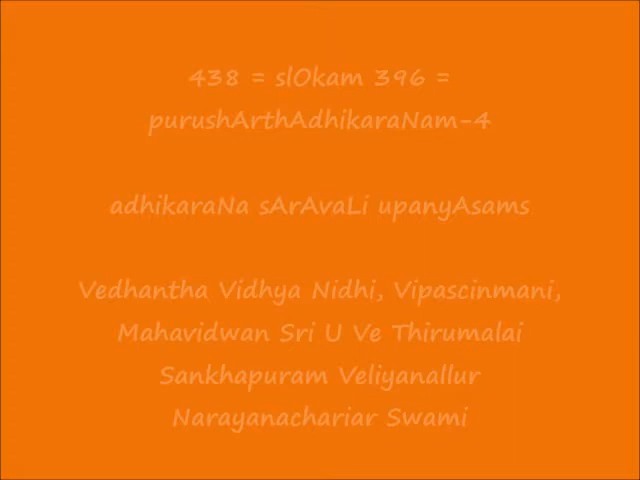 438 = slOkam 396 =
purushArthAdhikaraNam-4
adhikaraNa sArAvaLi upanyAsams
Vedhantha Vidhya Nidhi, Vipascinmani,
Mahavidwan Sri U Ve Thirumalai
Sankhapuram Veliyanallur
Narayanachariar Swami